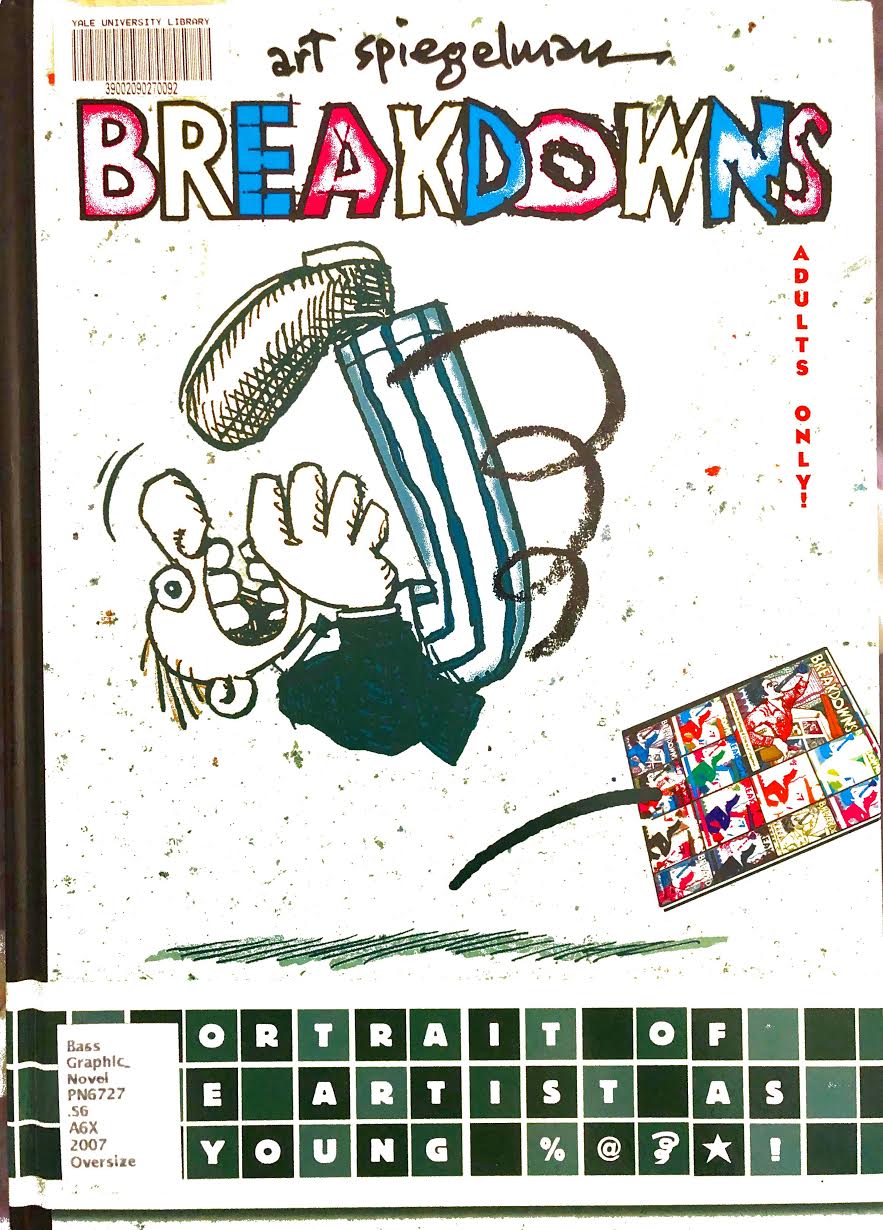 YALE UNIVERSITY LIBRARY
39002090270092
art spiegelman
BREAKDOWNS
ADULTS ONLY!
BREAKDOWNS
Bass
Graphic_
Novel
PN6727
.S6
A6X
2007
Oversize
ORTRAIT OF
E ARTIST AS
YOUNG %@★!